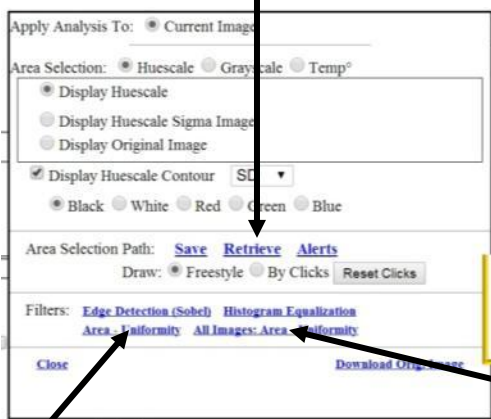 Apply Analysis To: Current Image
Area Selection: Huescale Grayscale Temp°
Display Huescale
Display Huescale Sigma Image
Display Original Image
Display Huescale Contour SD
Black White Red Green Blue
Area Selection Path: Save Retrieve Alerts
Draw: Freestyle By Clicks Reset Clicks
Filters: Edge Detection (Sobel) Histogram Equalization
Area - Uniformity All Images: Area - Uniformity
Close Download Orig. Image